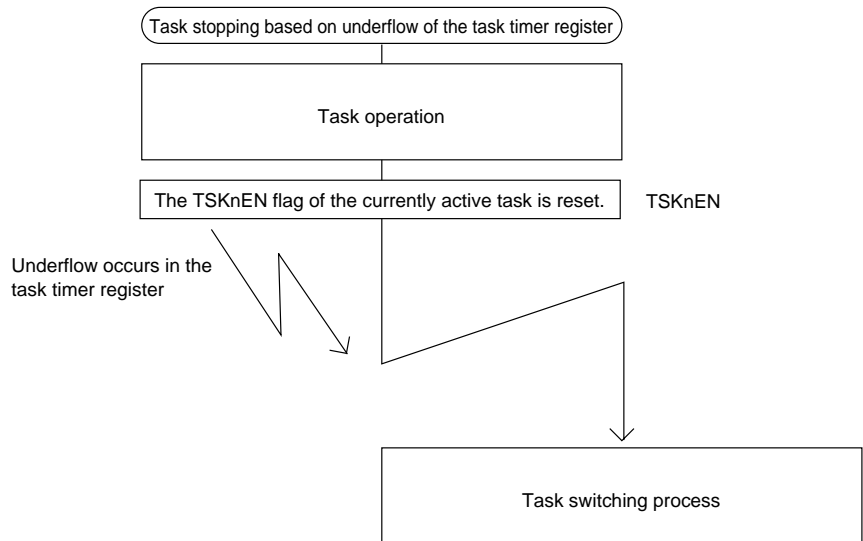 Task stopping based on underflow of the task timer register
Task operation
The TSKnEN flag of the currently active task is reset.
TSKnEN
Underflow occurs in the
task timer register
Task switching process